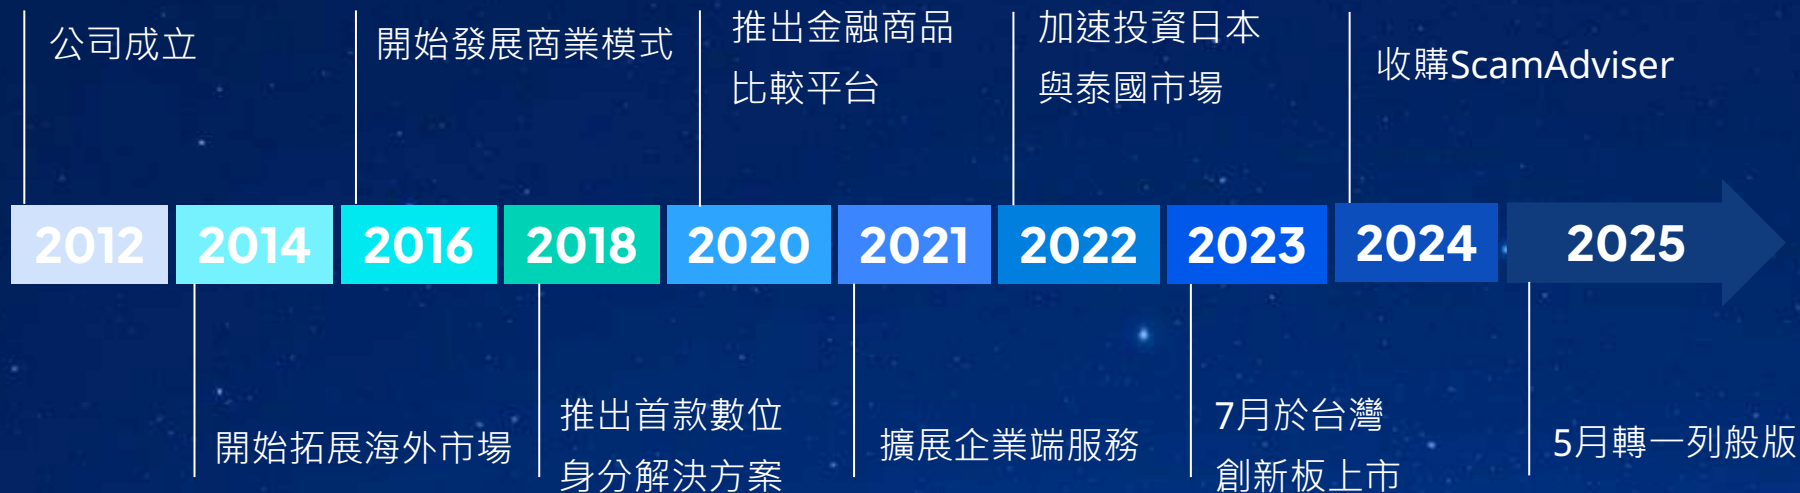 公司成立
開始發展商業模式
推出金融商品
比較平台
加速投資日本
與泰國市場
收購ScamAdviser
2012 2014 2016 2018 2020 2021 2022 2023 2024 2025
開始拓展海外市場
推出首款數位
身分解決方案
擴展企業端服務
7月於台灣
創新板上市
5月轉一列般版